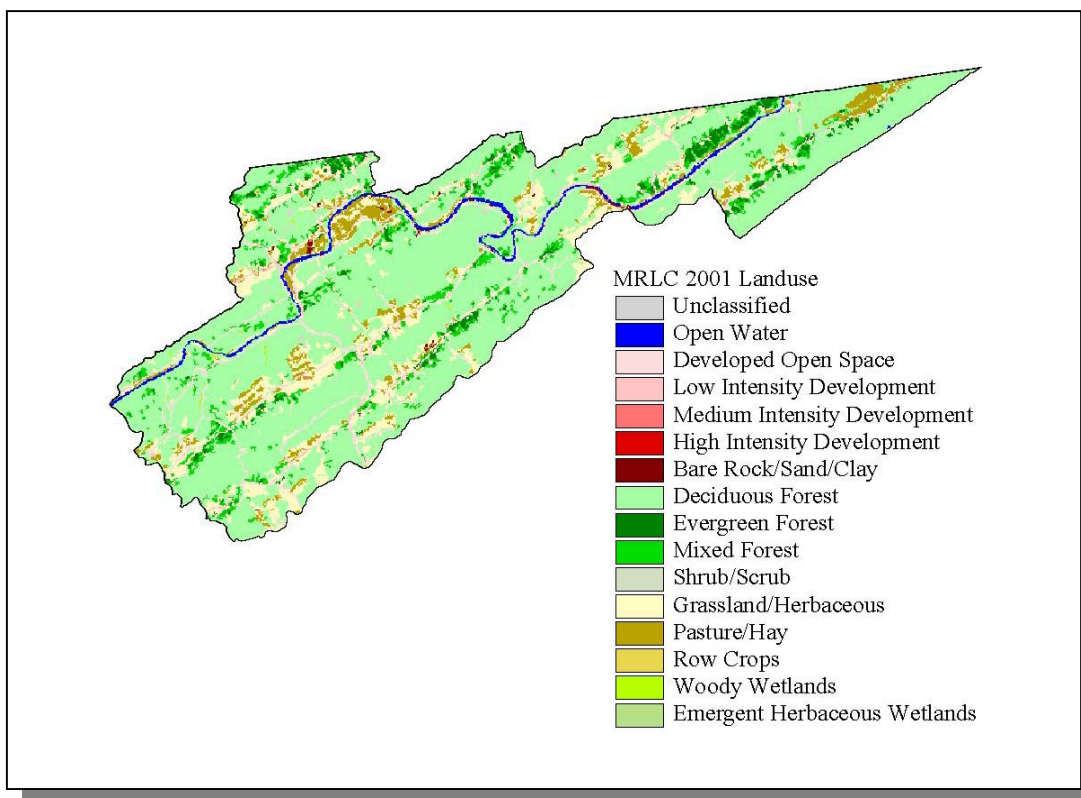 MRLC 2001 Landuse
Unclassified
Open Water
Developed Open Space
Low Intensity Development
Medium Intensity Development
High Intensity Development
Bare Rock/Sand/Clay
Deciduous Forest
Evergreen Forest
Mixed Forest
Shrub/Scrub
Grassland/Herbaceous
Pasture/Hay
Row Crops
Woody Wetlands
Emergent Herbaceous Wetlands